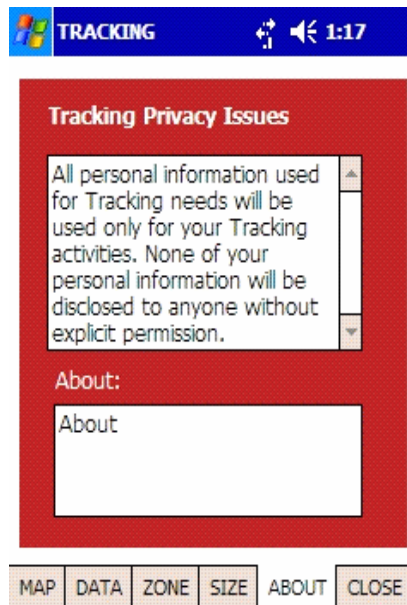 TRACKING 1:17
Tracking Privacy Issues
All personal information used
for Tracking needs will be
used only for your Tracking
activities. None of your
personal information will be
disclosed to anyone without
explicit permission.
About:
About
MAP DATA ZONE SIZE ABOUT CLOSE